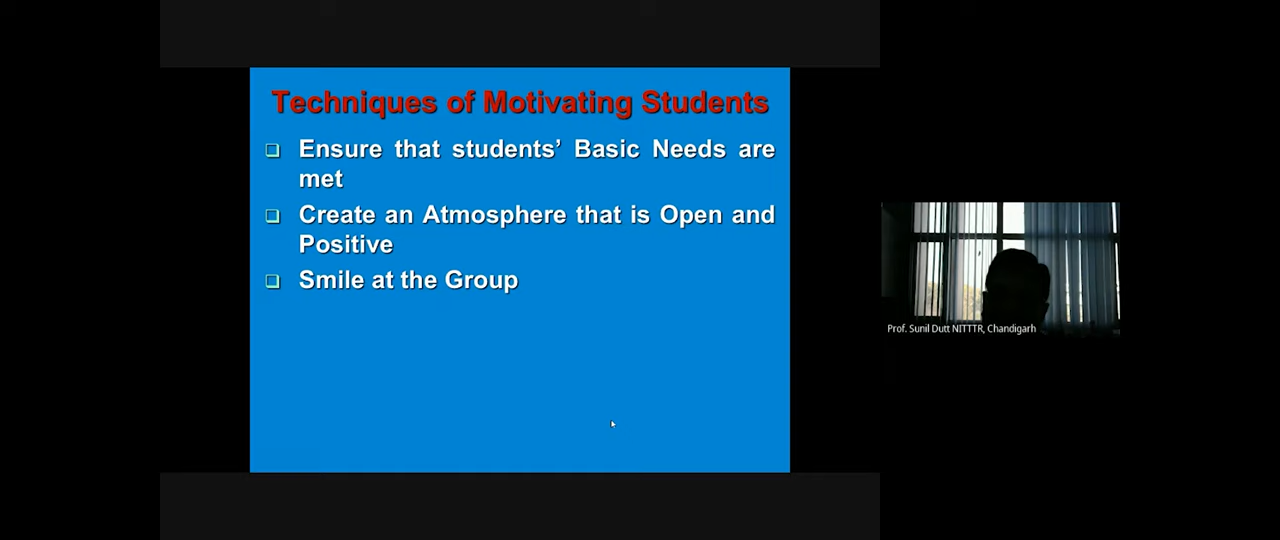 Techniques of Motivating Students
Ensure that students' Basic Needs are
met
Create an Atmosphere that is Open and
Positive
Smile at the Group
Prof. Sunil Dutt NITTTR, Chandigarh